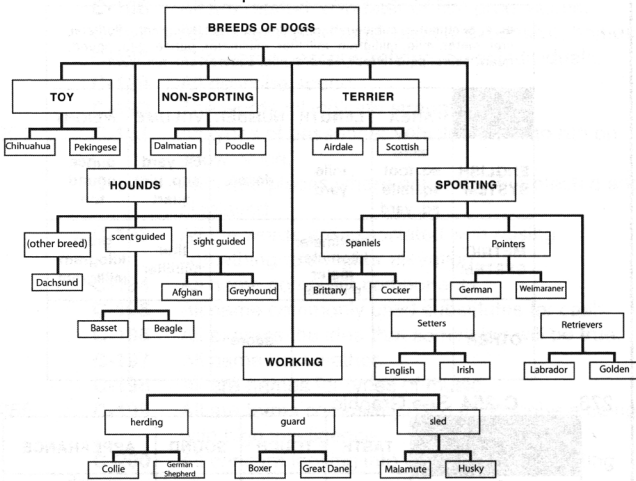 BREEDS OF DOGS
TOY
NON-SPORTING
TERRIER
Chihuahua
Pekingese
Dalmatian
Poodle
Airdale
Scottish
HOUNDS
SPORTING
(other breed)
scent guided
sight guided
Spaniels
Pointers
Dachsund
Afghan
Greyhound
Brittany
Cocker
German
Weimaraner
Basset
Beagle
Setters
Retrievers
WORKING
English
Irish
Labrador
Golden
herding
guard
sled
Collie
German
Shepherd
Boxer
Great Dane
Malamute
Husky